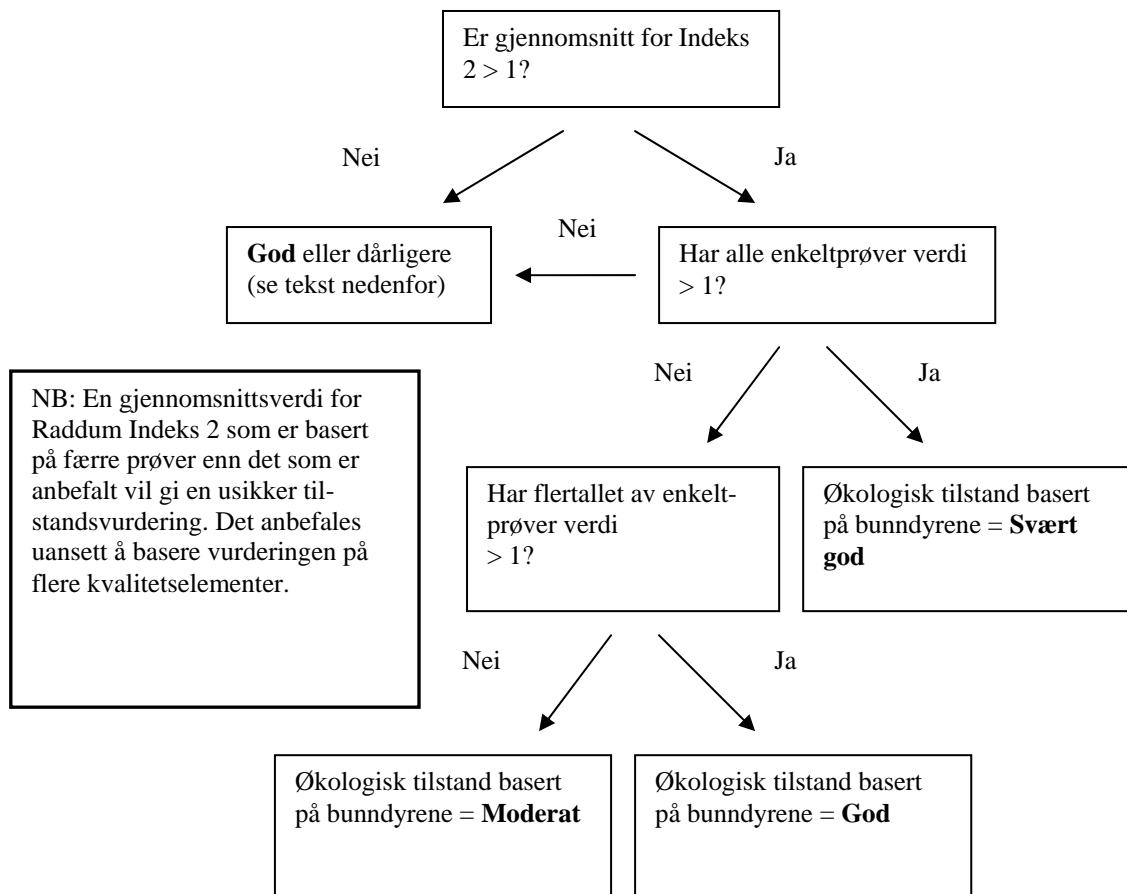 Er gjennomsnitt for Indeks
2 > 1?
Nei
Ja
God eller dårligere
(se tekst nedenfor)
Nei
Har alle enkeltprøver verdi
> 1?
Nei
Ja
NB: En gjennomsnittsverdi for
Raddum Indeks 2 som er basert
på færre prøver enn det som er
anbefalt vil gi en usikker til-
standsvurdering. Det anbefales
uansett å basere vurderingen på
flere kvalitetselementer.
Har flertallet av enkelt-
prøver verdi
> 1?
Økologisk tilstand basert
på bunndyrene = Svært
god
Nei
Ja
Økologisk tilstand basert
på bunndyrene = Moderat
Økologisk tilstand basert
på bunndyrene = God